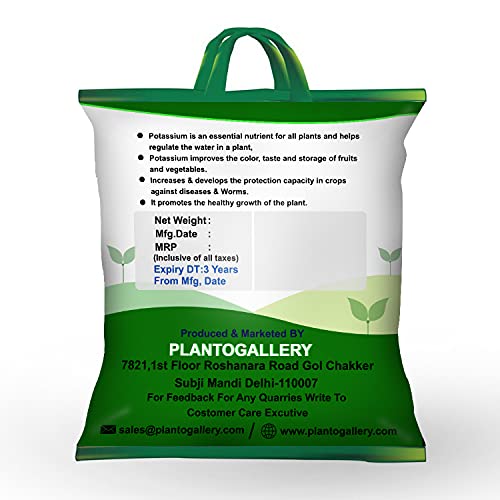 Potassium is an essential nutrient for all plants and helps
regulate the water in a plant,
Potassium improves the color, taste and storage of fruits
and vegetables.
Increases & develops the protection capacity in crops
against diseases & Worms.
It promotes the healthy growth of the plant.
Net Weight:
Mfg.Date :
MRP :
(Inclusive of all taxes)
Expiry DT:3 Years
From Mfg, Date
Produced & Marketed BY
PLANTOGALLERY
7821,1st Floor Roshanara Road Gol Chakker
Subji Mandi Delhi-110007
For Feedback For Any Quarries Write To
Costomer Care Excutive
sales@plantogallery.com / www.plantogallery.com